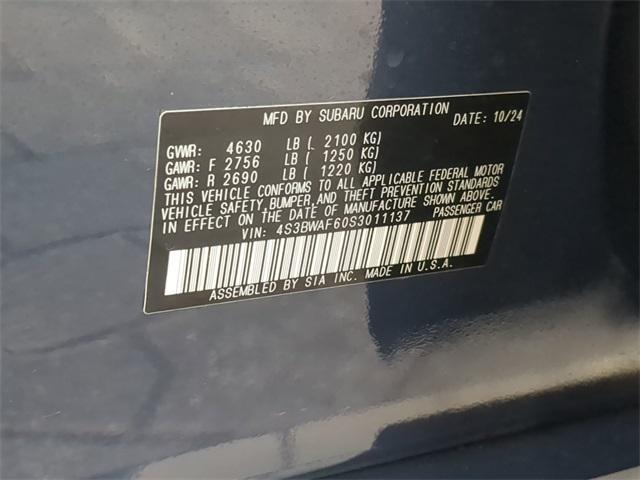 MFD BY SUBARU CORPORATION DATE: 10/24
GVWR: 4630 LB ( 2100 KG)
GAWR: F 2756 LB ( 1250 KG)
GAWR: R 2690 LB ( 1220 KG)
THIS VEHICLE CONFORMS TO ALL APPLICABLE FEDERAL MOTOR
VEHICLE SAFETY, BUMPER, AND THEFT PREVENTION STANDARDS
IN EFFECT ON THE DATE OF MANUFACTURE SHOWN ABOVE.
VIN: 4S3BWAF60S3011137 PASSENGER CAR
ASSEMBLED BY SIA INC. MADE IN U.S.A.